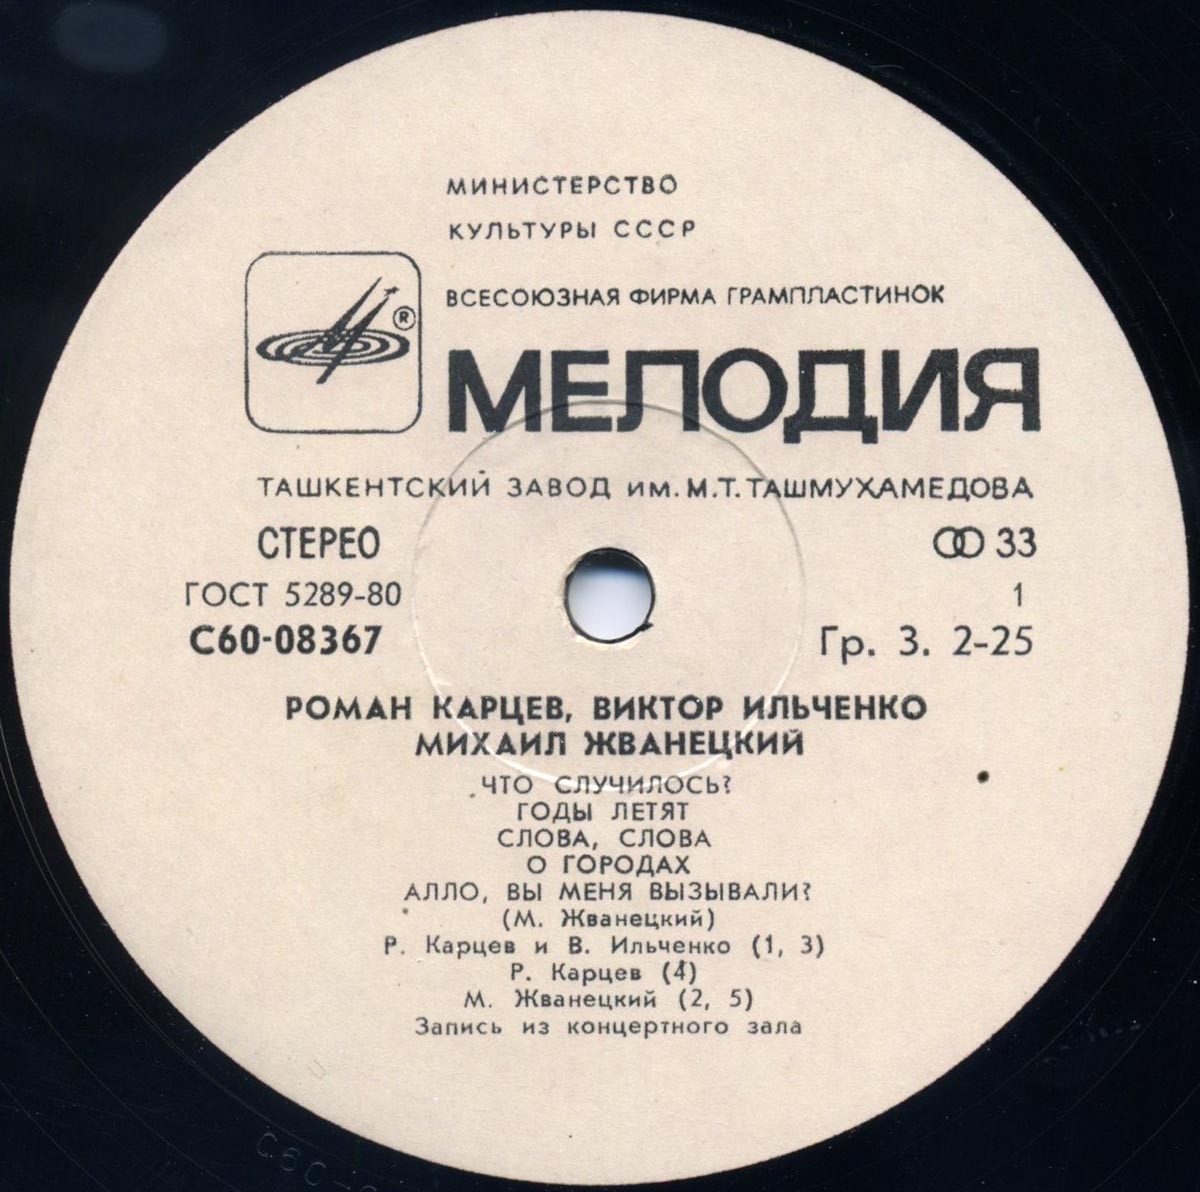 МИНИСТЕРСТВО
КУЛЬТУРЫ СССР
ВСЕСОЮЗНАЯ ФИРМА ГРАМПЛАСТИНОК
®
МЕЛОДИЯ
ТАШКЕНТСКИЙ ЗАВОД им. М.Т. ТАШМУХАМЕДОВА
СТЕРЕО 33
ГОСТ 5289-80 1
С60-08367 Гр. 3. 2-25
РОМАН КАРЦЕВ, ВИКТОР ИЛЬЧЕНКО
МИХАИЛ ЖВАНЕЦКИЙ
ЧТО СЛУЧИЛОСЬ?
ГОДЫ ЛЕТЯТ
СЛОВА, СЛОВА
О ГОРОДАХ
АЛЛО, ВЫ МЕНЯ ВЫЗЫВАЛИ?
(М. Жванецкий)
Р. Карцев и В. Ильченко (1, 3)
Р. Карцев (4)
М. Жванецкий (2, 5)
Запись из концертного зала